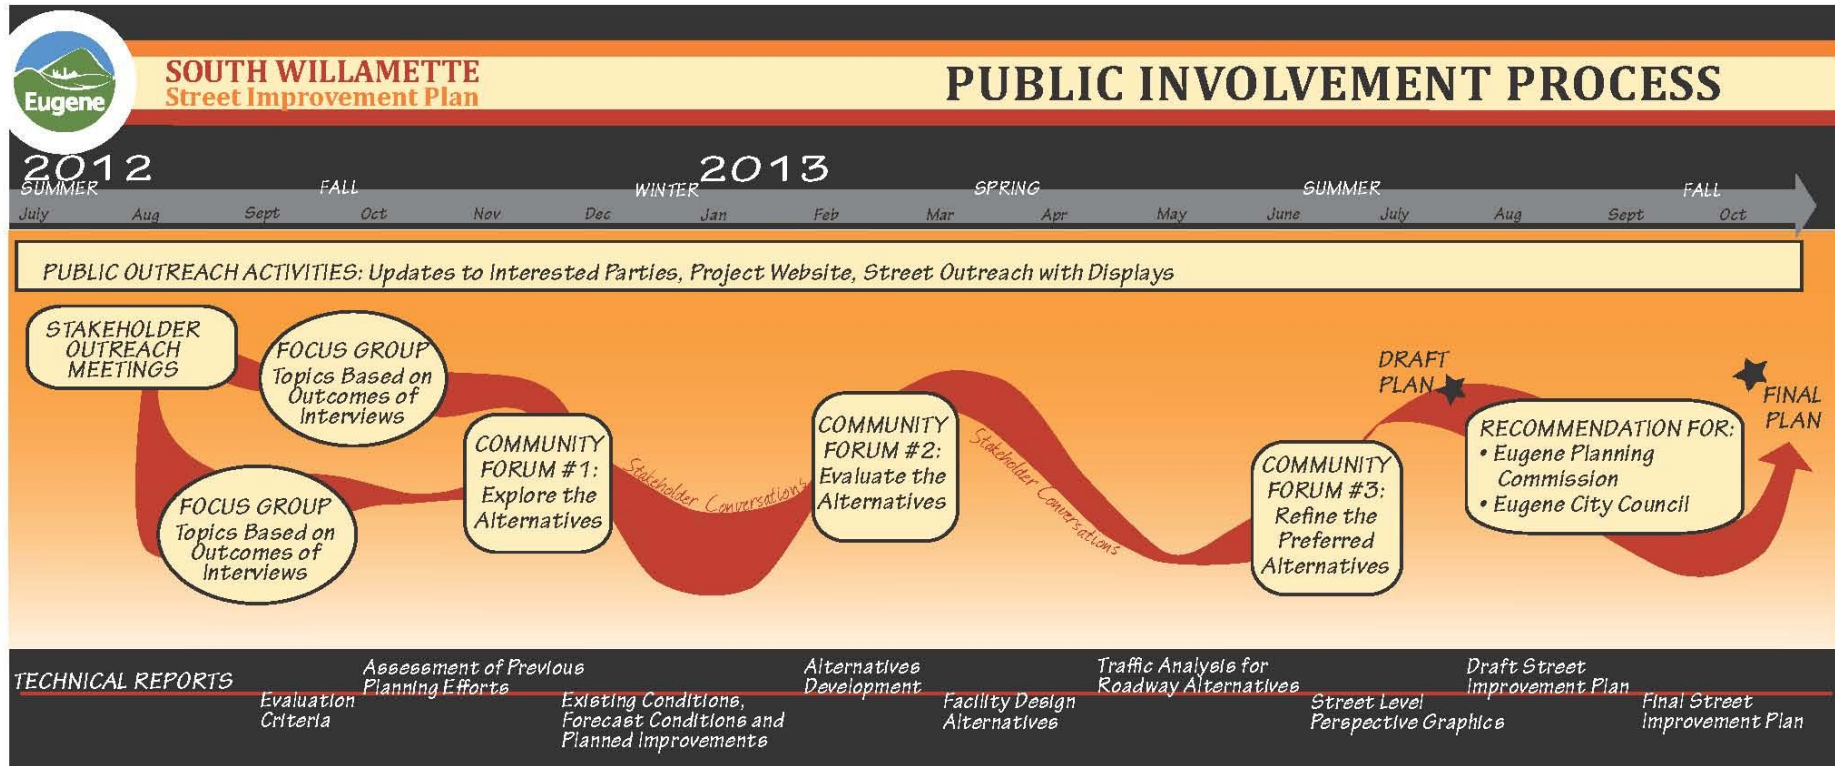 Eugene
SOUTH WILLAMETTE
Street Improvement Plan
PUBLIC INVOLVEMENT PROCESS
2012
2013
SUMMER FALL WINTER SPRING SUMMER FALL
July Aug Sept Oct Nov Dec Jan Feb Mar Apr May June July Aug Sept Oct
PUBLIC OUTREACH ACTIVITIES: Updates to Interested Parties, Project Website, Street Outreach with Displays
STAKEHOLDER
OUTREACH
MEETINGS
FOCUS GROUP
Topics Based on
Outcomes of
Interviews
FOCUS GROUP
Topics Based on
Outcomes of
Interviews
COMMUNITY
FORUM #1:
Explore the
Alternatives
Stakeholder Conversations
COMMUNITY
FORUM #2:
Evaluate the
Alternatives
Stakeholder Conversations
COMMUNITY
FORUM #3:
Refine the
Preferred
Alternatives
DRAFT
PLAN
RECOMMENDATION FOR:
• Eugene Planning
Commission
• Eugene City Council
FINAL
PLAN
TECHNICAL REPORTS
Evaluation
Criteria
Assessment of Previous
Planning Efforts
Existing Conditions,
Forecast Conditions and
Planned Improvements
Alternatives
Development
Facility Design
Alternatives
Traffic Analysis for
Roadway Alternatives
Street Level
Perspective Graphics
Draft Street
Improvement Plan
Final Street
Improvement Plan